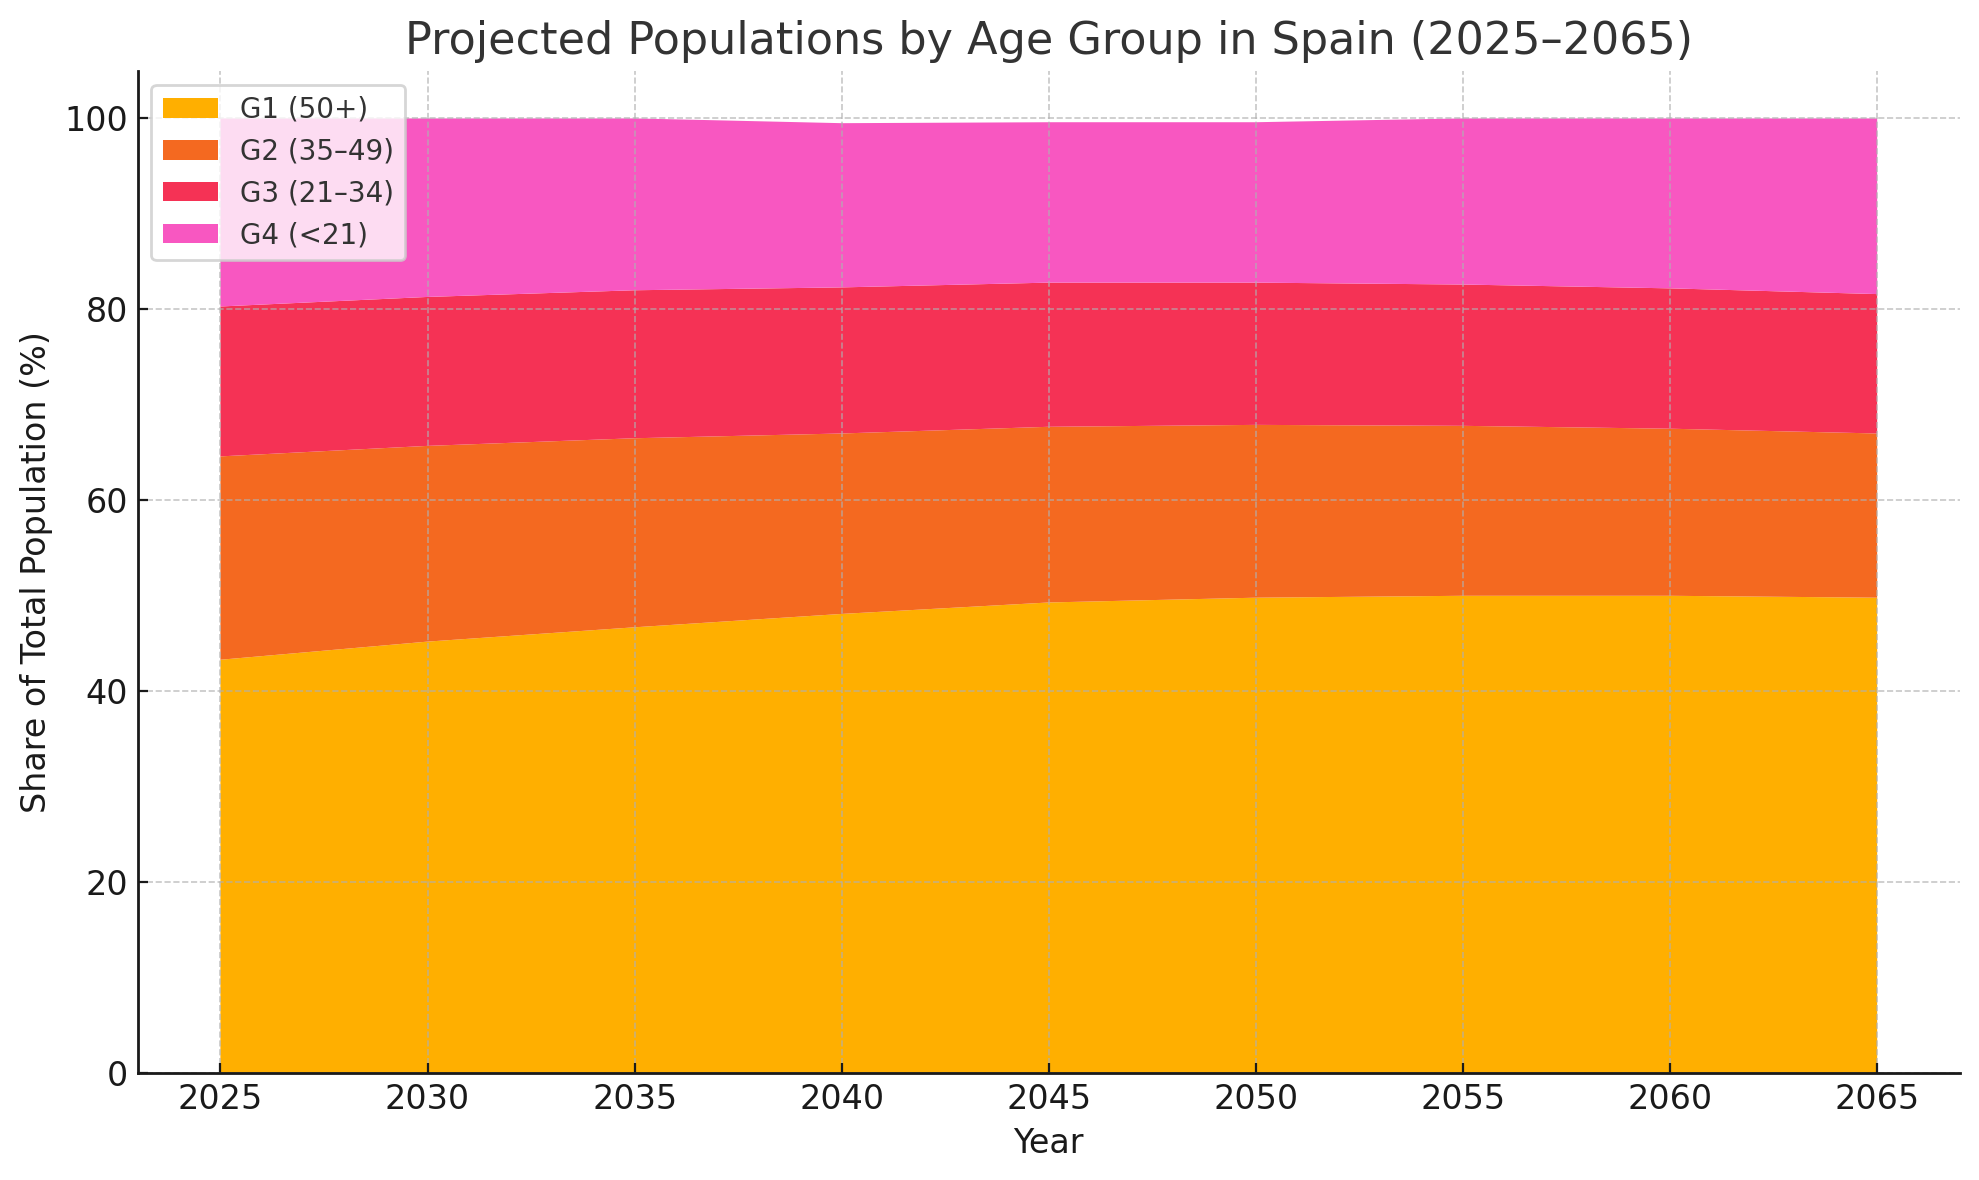 Projected Populations by Age Group in Spain (2025–2065)
G1 (50+)
G2 (35–49)
G3 (21–34)
G4 (<21)
Share of Total Population (%)
100
80
60
40
20
0
2025 2030 2035 2040 2045 2050 2055 2060 2065
Year